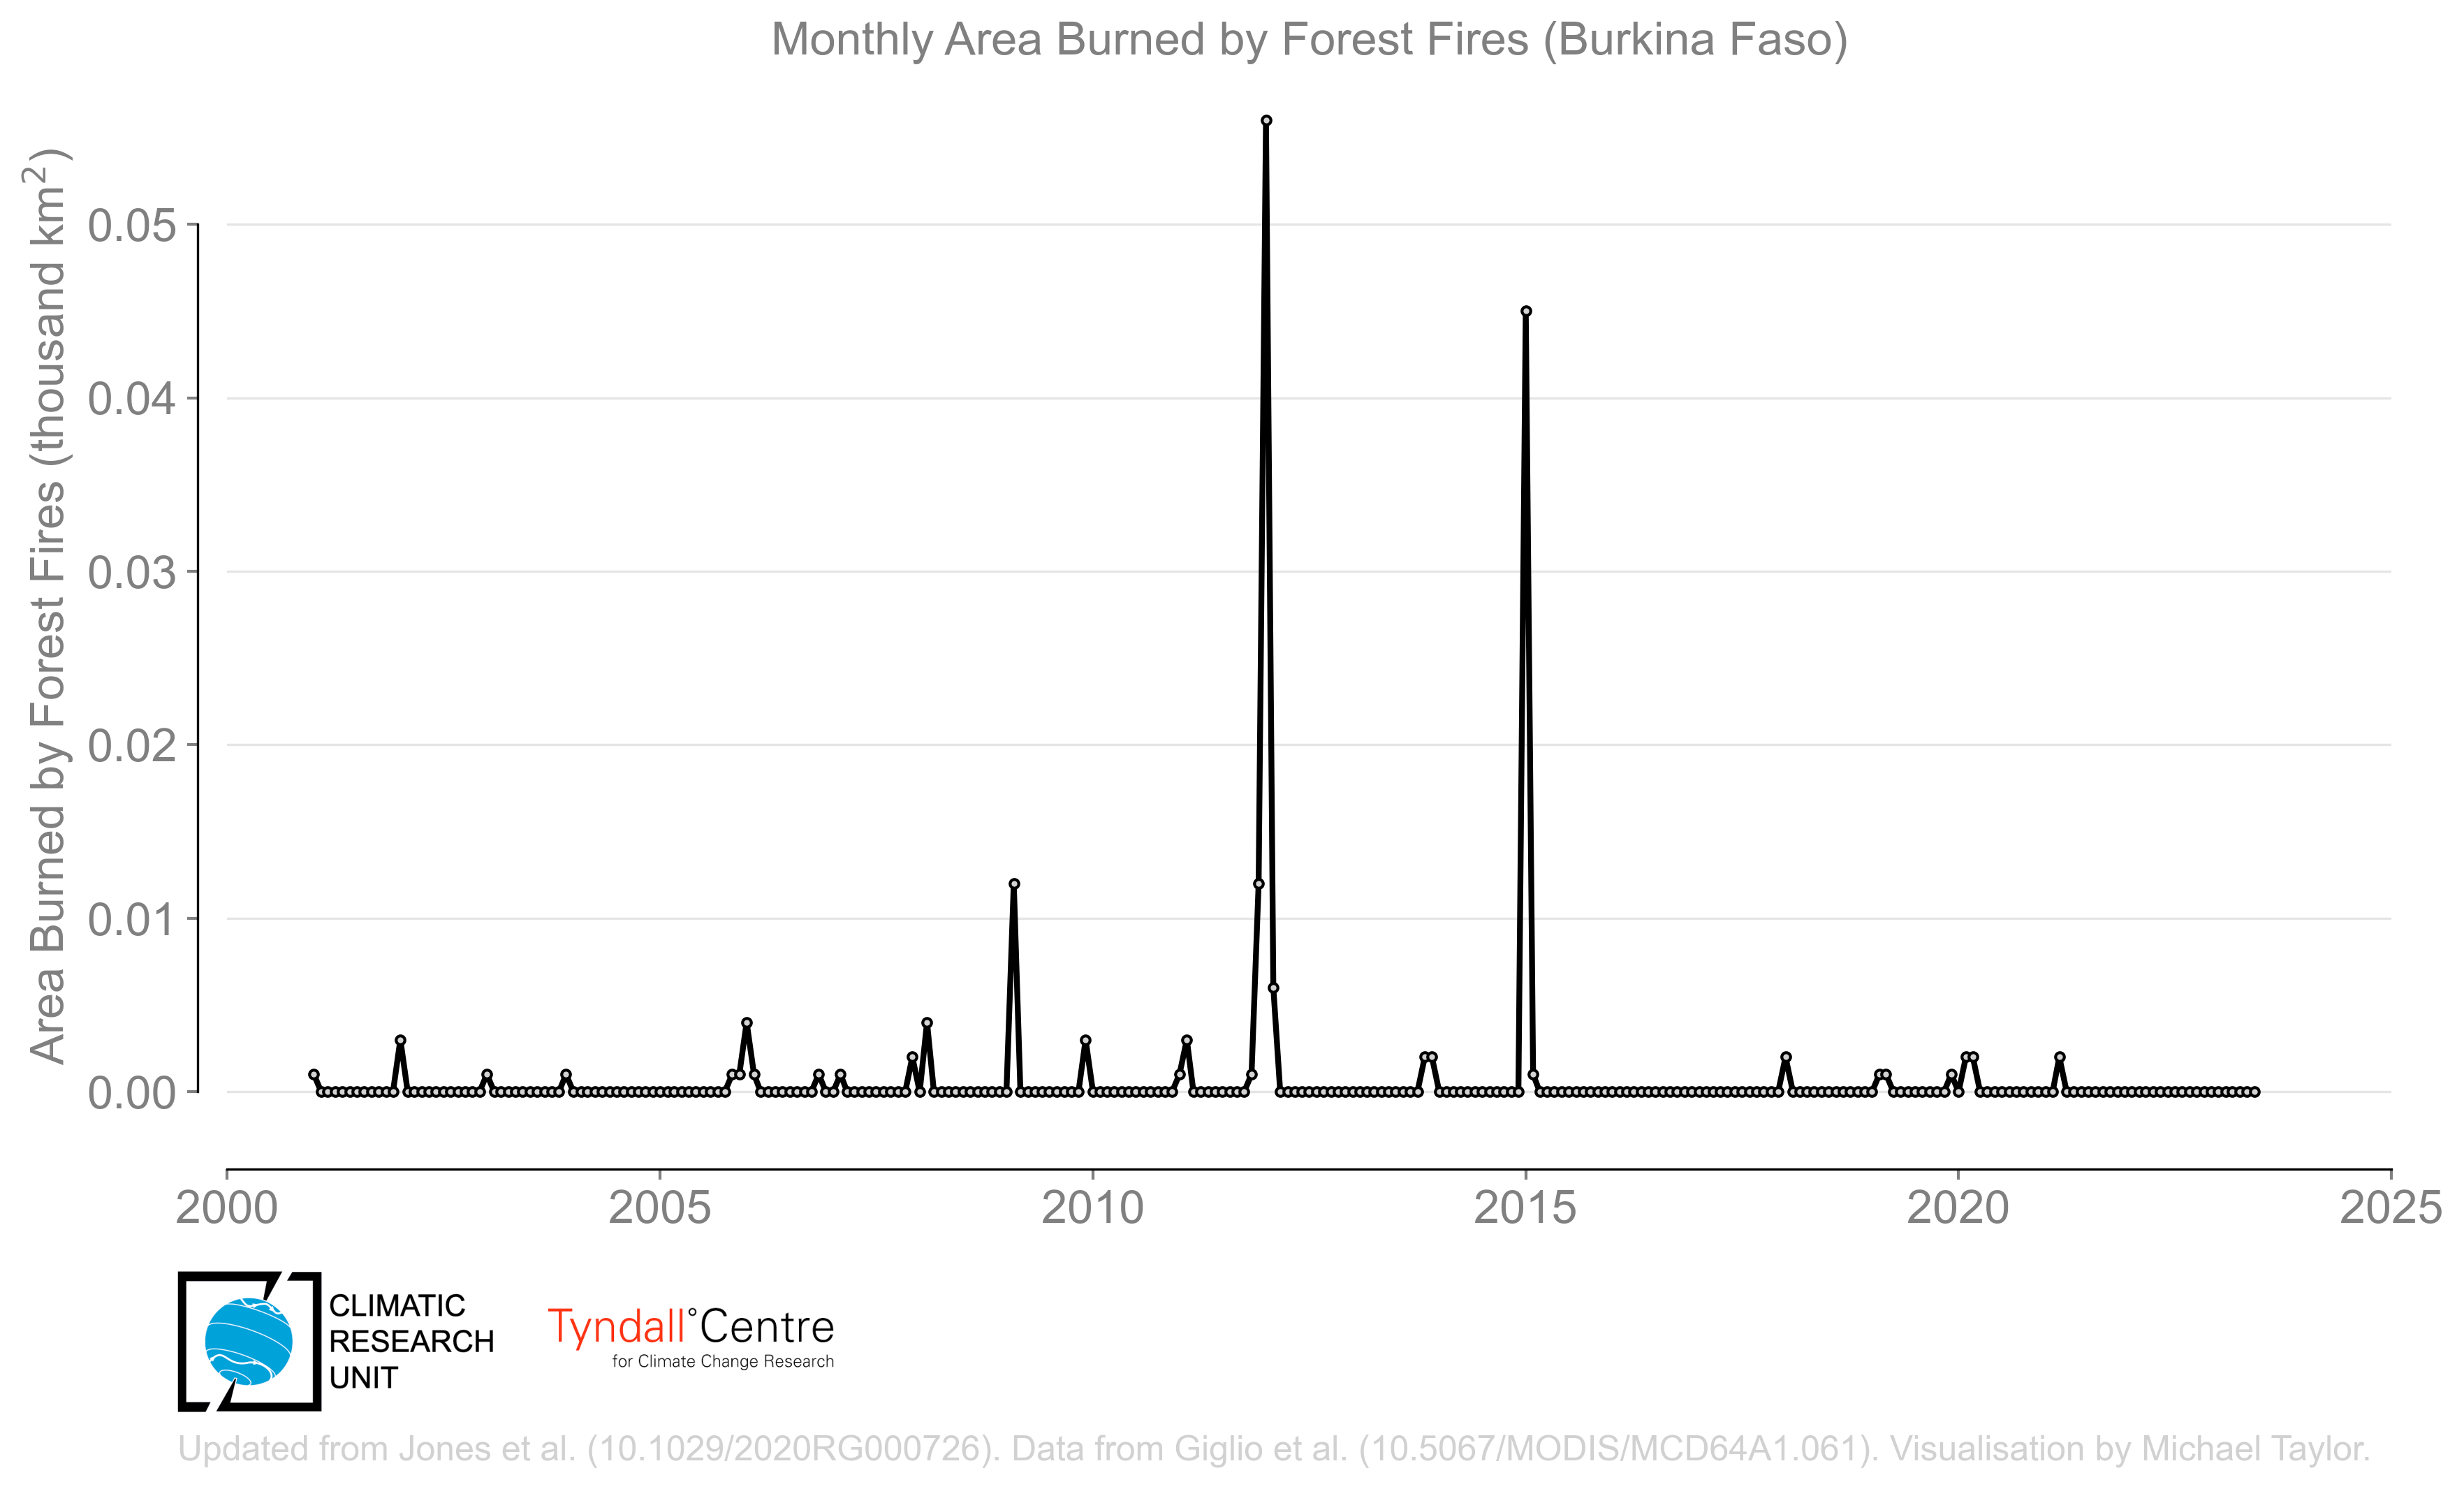 Monthly Area Burned by Forest Fires (Burkina Faso)
Area Burned by Forest Fires (thousand km²)
0.05
0.04
0.03
0.02
0.01
0.00
2000 2005 2010 2015 2020 2025
CLIMATIC
RESEARCH
UNIT
Tyndall°Centre
for Climate Change Research
Updated from Jones et al. (10.1029/2020RG000726). Data from Giglio et al. (10.5067/MODIS/MCD64A1.061). Visualisation by Michael Taylor.